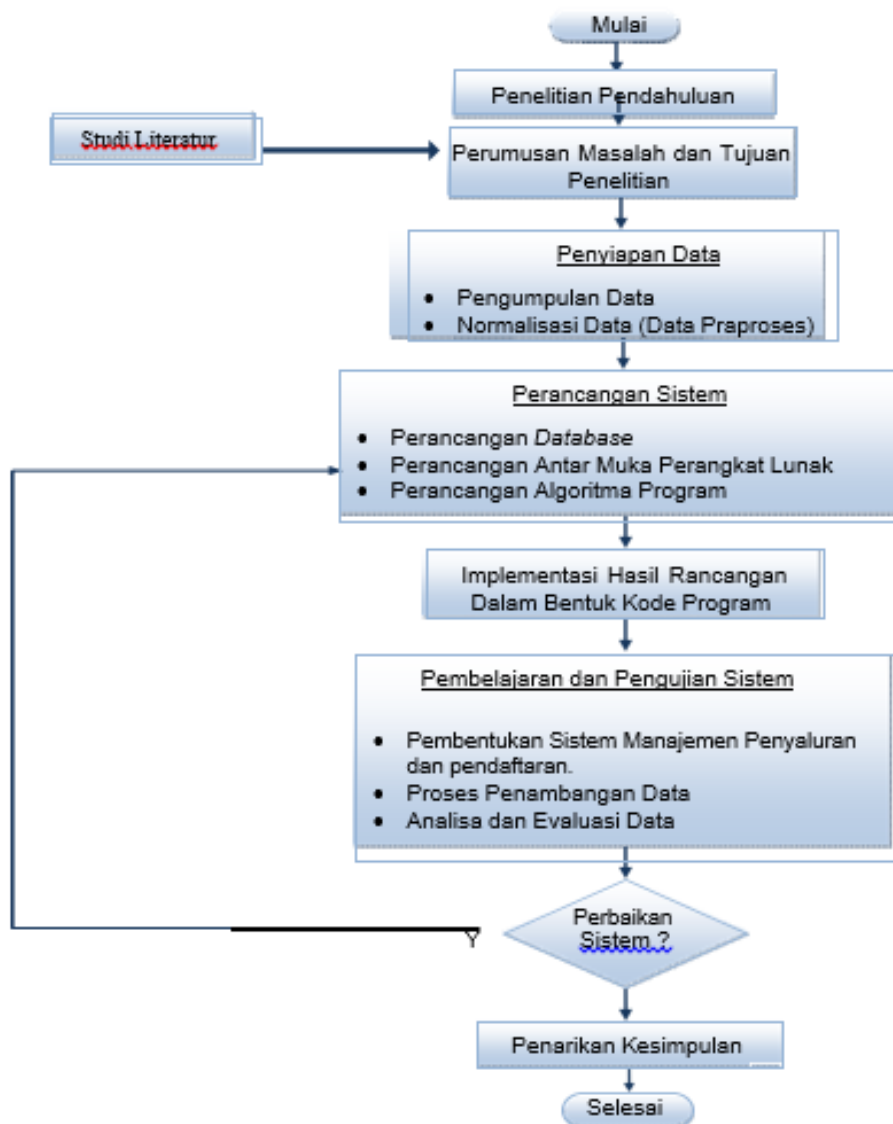 Mulai
Penelitian Pendahuluan
Studi Literatur
Perumusan Masalah dan Tujuan
Penelitian
Penyiapan Data
• Pengumpulan Data
• Normalisasi Data (Data Praproses)
Perancangan Sistem
• Perancangan Database
• Perancangan Antar Muka Perangkat Lunak
• Perancangan Algoritma Program
Implementasi Hasil Rancangan
Dalam Bentuk Kode Program
Pembelajaran dan Pengujian Sistem
• Pembentukan Sistem Manajemen Penyaluran
dan pendaftaran.
• Proses Penambangan Data
• Analisa dan Evaluasi Data
Perbaikan
Sistem ?
Y
Penarikan Kesimpulan
Selesai